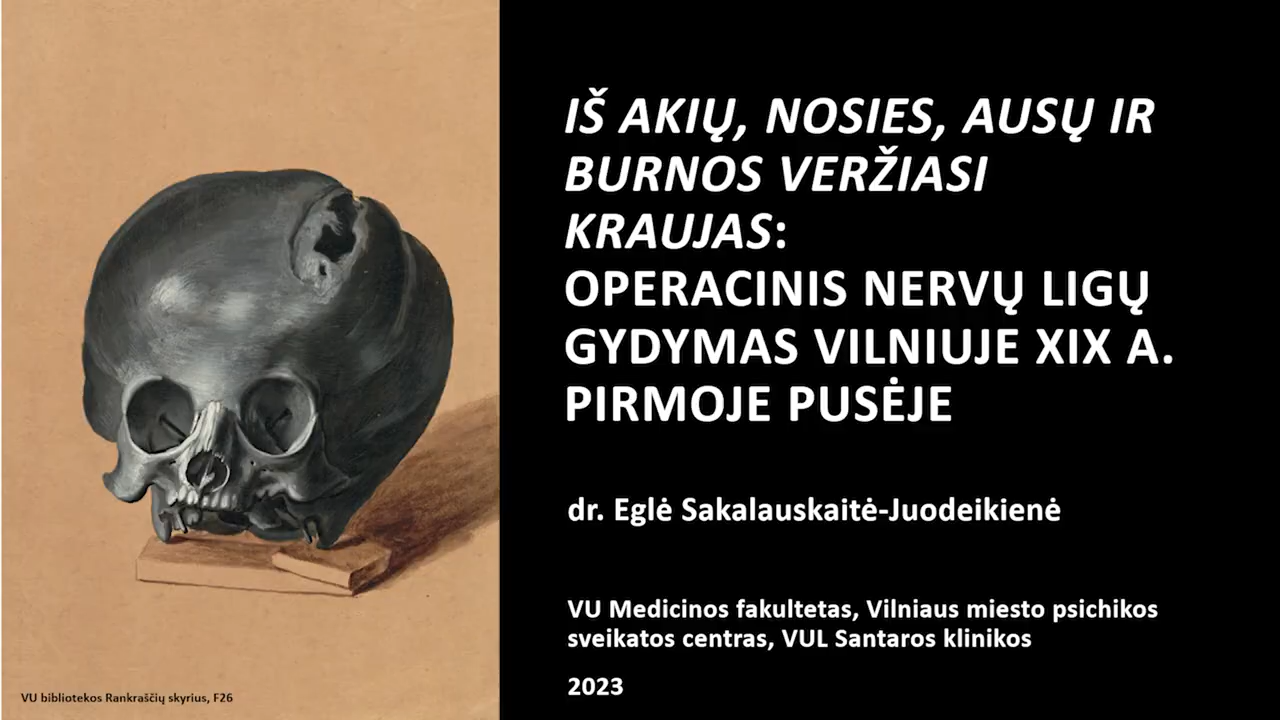 IŠ AKIŲ, NOSIES, AUSŲ IR
BURNOS VERŽIASI
KRAUJAS:
OPERACINIS NERVŲ LIGŲ
GYDYMAS VILNIUJE XIX A.
PIRMOJE PUSĖJE
dr. Eglė Sakalauskaitė-Juodeikienė
VU Medicinos fakultetas, Vilniaus miesto psichikos
sveikatos centras, VUL Santaros klinikos
2023
VU bibliotekos Rankraščių skyrius, F26